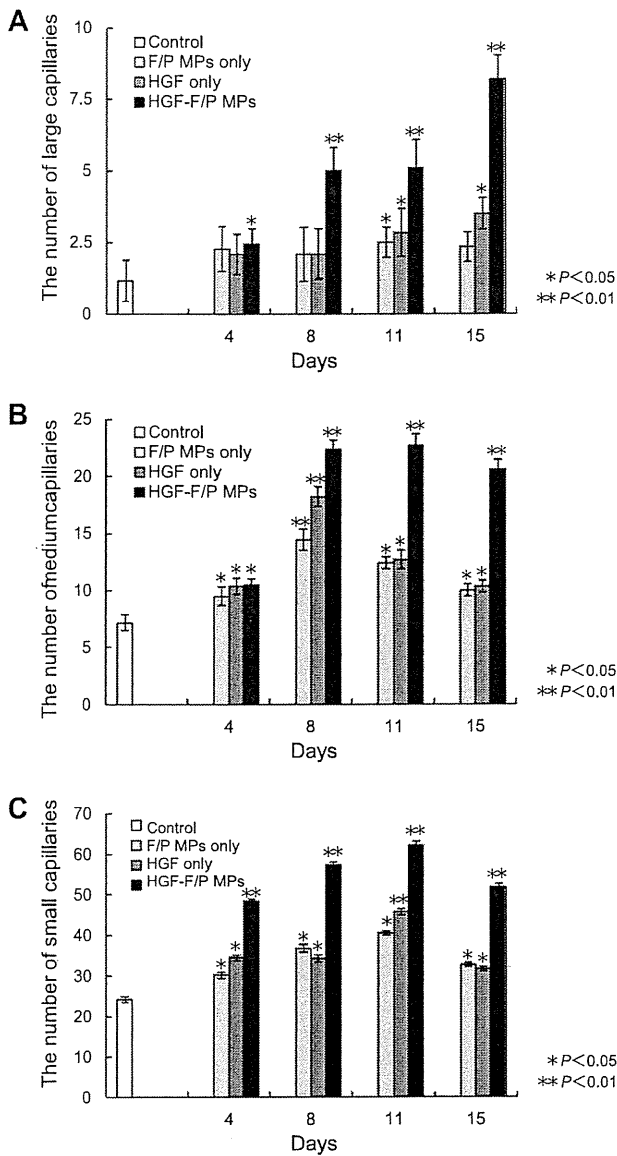 A
The number of large capillaries
10
7.5
5
2.5
0
Control
F/P MPs only
HGF only
HGF-F/P MPs
*
**
* *
**
*
**
**
4 8 11 15
Days
* P<0.05
** P<0.01
B
The number of nediumcapillaries
25
20
15
10
5
0
Control
F/P MPs only
HGF only
HGF-F/P MPs
* * *
** ** **
* * **
* * **
4 8 11 15
Days
* P<0.05
** P<0.01
C
The number of small capillaries
70
60
50
40
30
20
10
0
Control
F/P MPs only
HGF only
HGF-F/P MPs
* * **
* * **
* ** **
* * **
4 8 11 15
Days
* P<0.05
** P<0.01